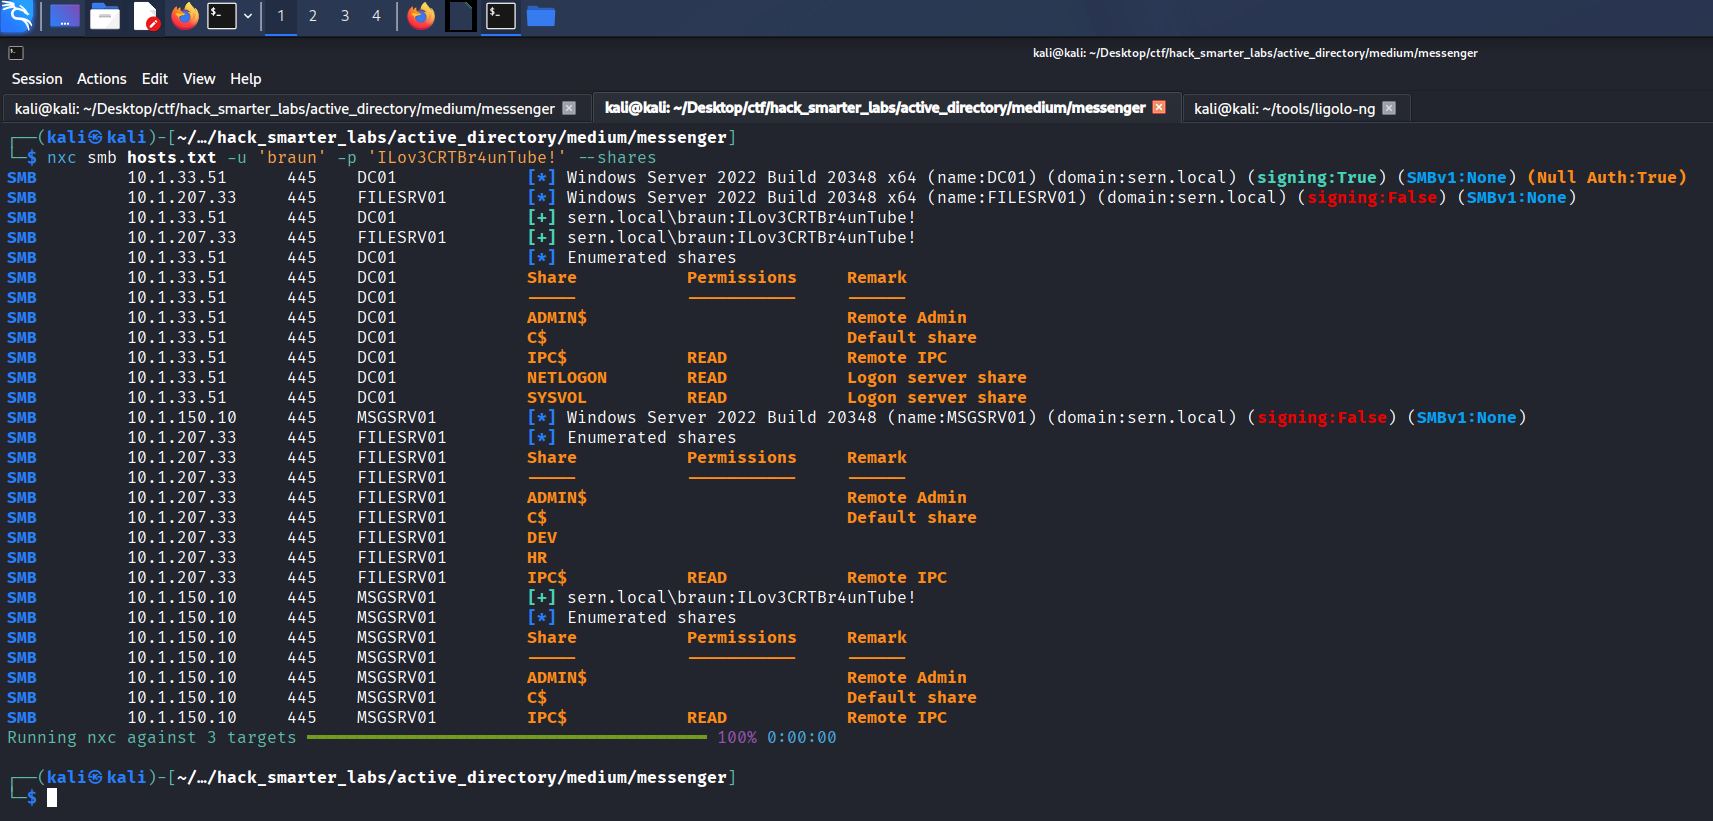 1 2 3 4
kali@kali: ~/Desktop/ctf/hack_smarter_labs/active_directory/medium/messenger
Session Actions Edit View Help
kali@kali: ~/Desktop/ctf/hack_smarter_labs/active_directory/medium/messenger kali@kali: ~/Desktop/ctf/hack_smarter_labs/active_directory/medium/messenger kali@kali: ~/tools/ligolo-ng
┌──(kali㉿kali)-[~/…/hack_smarter_labs/active_directory/medium/messenger]
└─$ nxc smb hosts.txt -u 'braun' -p 'ILov3CRTBr4unTube!' --shares
SMB 10.1.33.51 445 DC01 [*] Windows Server 2022 Build 20348 x64 (name:DC01) (domain:sern.local) (signing:True) (SMBv1:None) (Null Auth:True)
SMB 10.1.207.33 445 FILESRV01 [*] Windows Server 2022 Build 20348 x64 (name:FILESRV01) (domain:sern.local) (signing:False) (SMBv1:None)
SMB 10.1.33.51 445 DC01 [+] sern.local\braun:ILov3CRTBr4unTube!
SMB 10.1.207.33 445 FILESRV01 [+] sern.local\braun:ILov3CRTBr4unTube!
SMB 10.1.33.51 445 DC01 [*] Enumerated shares
SMB 10.1.33.51 445 DC01 Share Permissions Remark
SMB 10.1.33.51 445 DC01 ----- ----------- ------
SMB 10.1.33.51 445 DC01 ADMIN$ Remote Admin
SMB 10.1.33.51 445 DC01 C$ Default share
SMB 10.1.33.51 445 DC01 IPC$ READ Remote IPC
SMB 10.1.33.51 445 DC01 NETLOGON READ Logon server share
SMB 10.1.33.51 445 DC01 SYSVOL READ Logon server share
SMB 10.1.150.10 445 MSGSRV01 [*] Windows Server 2022 Build 20348 (name:MSGSRV01) (domain:sern.local) (signing:False) (SMBv1:None)
SMB 10.1.207.33 445 FILESRV01 [*] Enumerated shares
SMB 10.1.207.33 445 FILESRV01 Share Permissions Remark
SMB 10.1.207.33 445 FILESRV01 ----- ----------- ------
SMB 10.1.207.33 445 FILESRV01 ADMIN$ Remote Admin
SMB 10.1.207.33 445 FILESRV01 C$ Default share
SMB 10.1.207.33 445 FILESRV01 DEV
SMB 10.1.207.33 445 FILESRV01 HR
SMB 10.1.207.33 445 FILESRV01 IPC$ READ Remote IPC
SMB 10.1.150.10 445 MSGSRV01 [+] sern.local\braun:ILov3CRTBr4unTube!
SMB 10.1.150.10 445 MSGSRV01 [*] Enumerated shares
SMB 10.1.150.10 445 MSGSRV01 Share Permissions Remark
SMB 10.1.150.10 445 MSGSRV01 ----- ----------- ------
SMB 10.1.150.10 445 MSGSRV01 ADMIN$ Remote Admin
SMB 10.1.150.10 445 MSGSRV01 C$ Default share
SMB 10.1.150.10 445 MSGSRV01 IPC$ READ Remote IPC
Running nxc against 3 targets ━━━━━━━━━━━━━━━━━━━━━━━━━━━━━━━━━━━━━━━━ 100% 0:00:00
┌──(kali㉿kali)-[~/…/hack_smarter_labs/active_directory/medium/messenger]
└─$